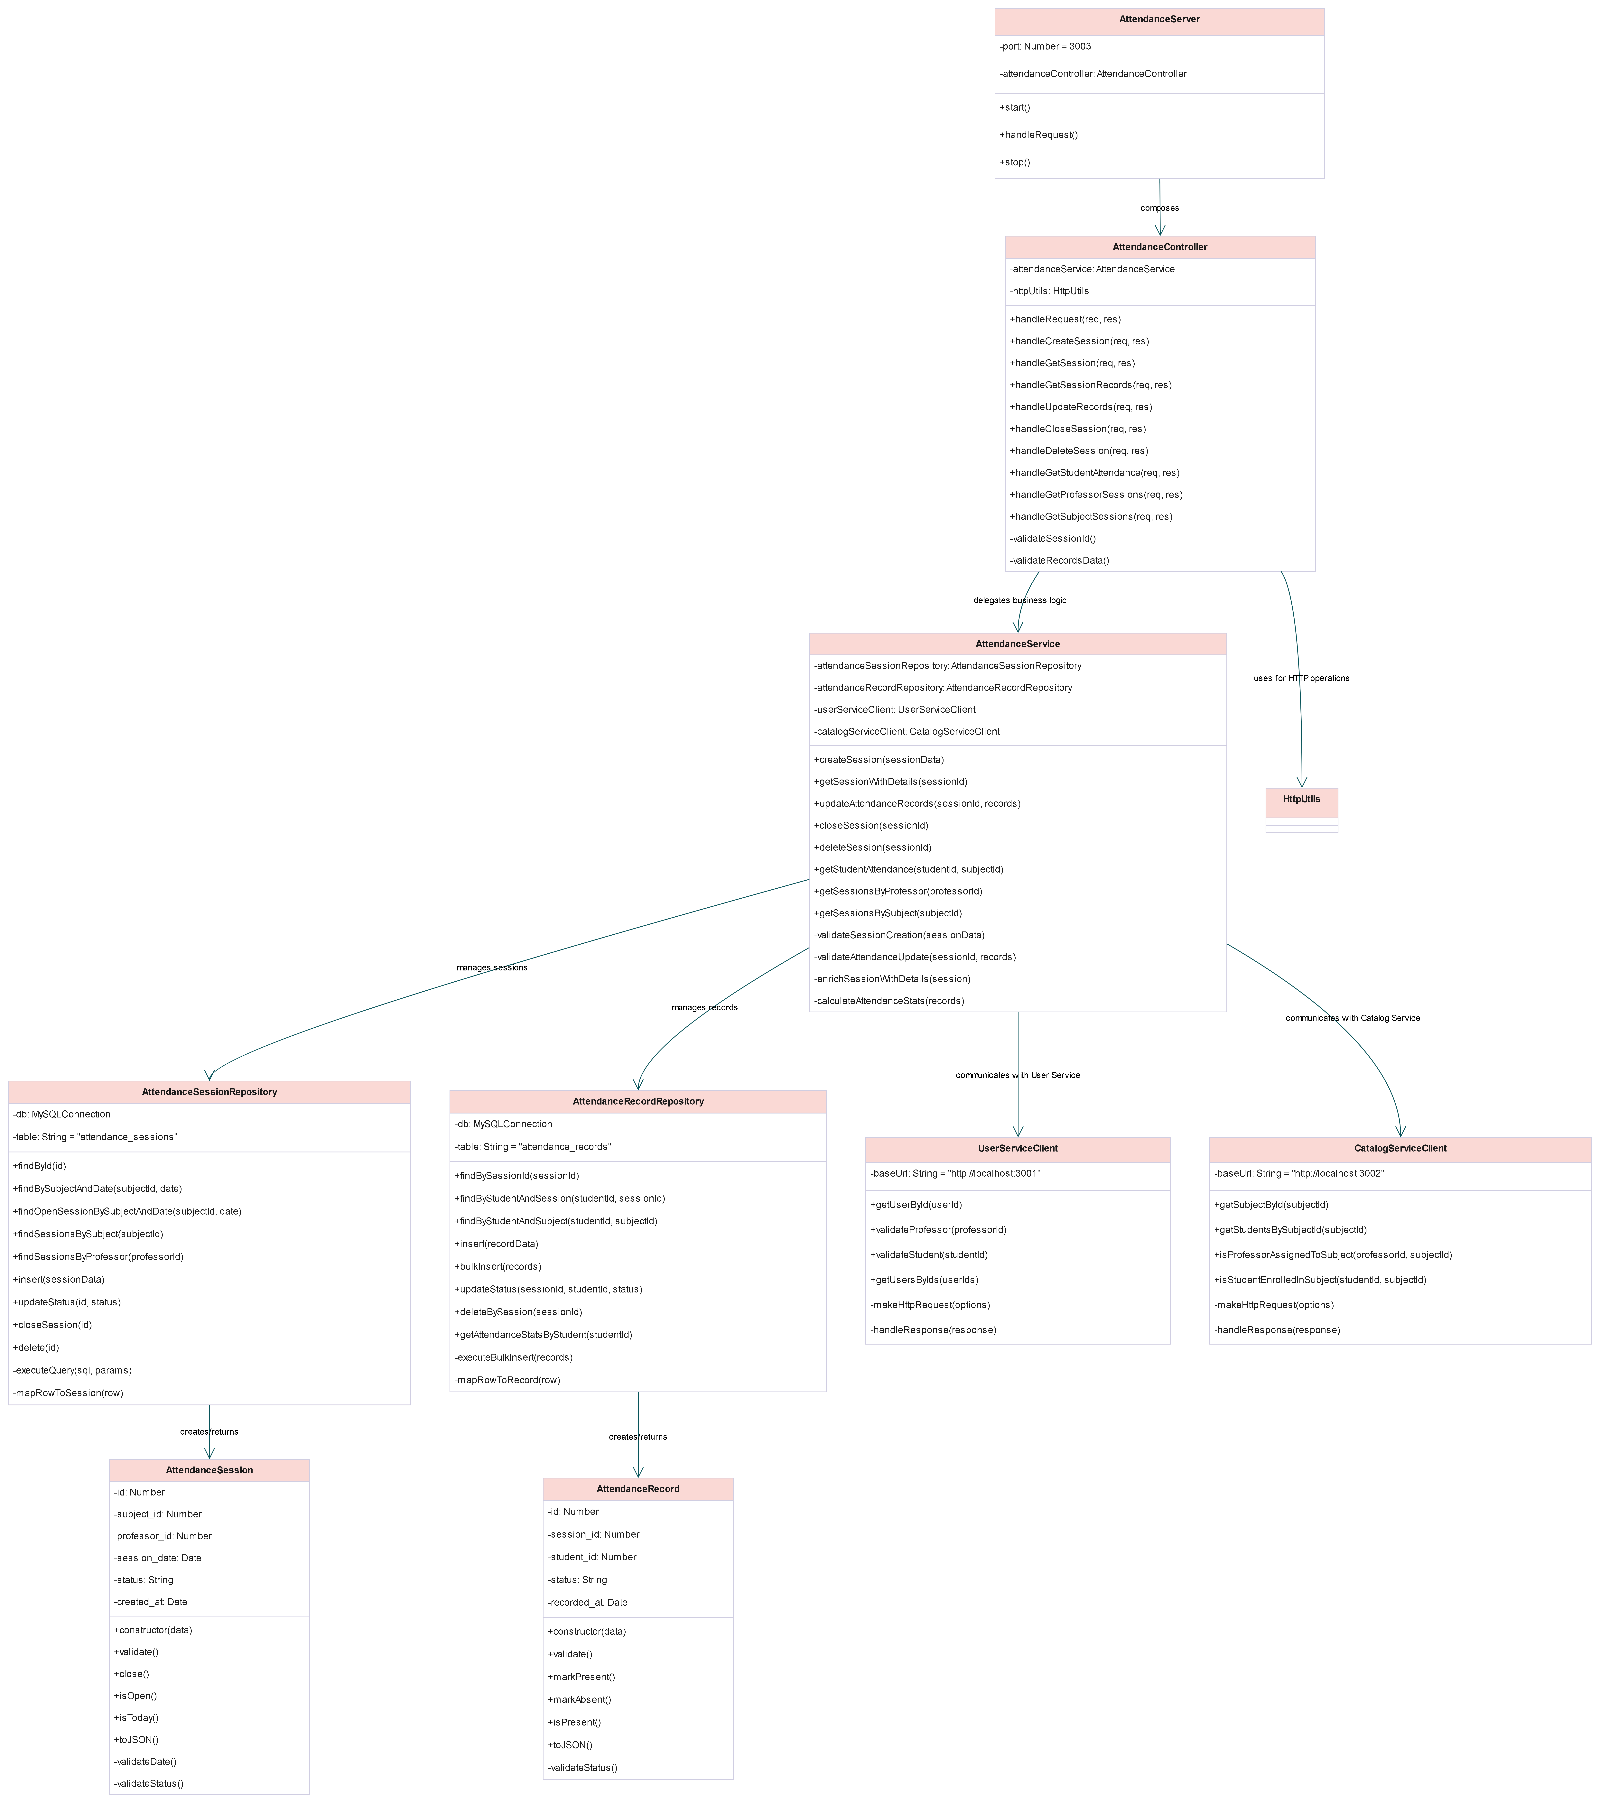 AttendanceServer
-port: Number = 3003
-attendanceController: AttendanceController
+start()
+handleRequest()
+stop()
composes
AttendanceController
-attendanceService: AttendanceService
-httpUtils: HttpUtils
+handleRequest(req, res)
+handleCreateSession(req, res)
+handleGetSession(req, res)
+handleGetSessionRecords(req, res)
+handleUpdateRecords(req, res)
+handleCloseSession(req, res)
+handleDeleteSession(req, res)
+handleGetStudentAttendance(req, res)
+handleGetProfessorSessions(req, res)
+handleGetSubjectSessions(req, res)
-validateSessionId()
-validateRecordsData()
delegates business logic
uses for HTTP operations
AttendanceService
-attendanceSessionRepository: AttendanceSessionRepository
-attendanceRecordRepository: AttendanceRecordRepository
-userServiceClient: UserServiceClient
-catalogServiceClient: CatalogServiceClient
+createSession(sessionData)
+getSessionWithDetails(sessionId)
+updateAttendanceRecords(sessionId, records)
+closeSession(sessionId)
+deleteSession(sessionId)
+getStudentAttendance(studentId, subjectId)
+getSessionsByProfessor(professorId)
+getSessionsBySubject(subjectId)
-validateSessionCreation(sessionData)
-validateAttendanceUpdate(sessionId, records)
-enrichSessionWithDetails(session)
-calculateAttendanceStats(records)
HttpUtils
manages sessions
manages records
communicates with User Service
communicates with Catalog Service
AttendanceSessionRepository
-db: MySQLConnection
-table: String = "attendance_sessions"
+findById(id)
+findBySubjectAndDate(subjectId, date)
+findOpenSessionBySubjectAndDate(subjectId, date)
+findSessionsBySubject(subjectId)
+findSessionsByProfessor(professorId)
+insert(sessionData)
+updateStatus(id, status)
+closeSession(id)
+delete(id)
-executeQuery(sql, params)
-mapRowToSession(row)
AttendanceRecordRepository
-db: MySQLConnection
-table: String = "attendance_records"
+findBySessionId(sessionId)
+findByStudentAndSession(studentId, sessionId)
+findByStudentAndSubject(studentId, subjectId)
+insert(recordData)
+bulkInsert(records)
+updateStatus(sessionId, studentId, status)
+deleteBySession(sessionId)
+getAttendanceStatsByStudent(studentId)
-executeBulkInsert(records)
-mapRowToRecord(row)
UserServiceClient
-baseUrl: String = "http://localhost:3001"
+getUserById(userId)
+validateProfessor(professorId)
+validateStudent(studentId)
+getUsersByIds(userIds)
-makeHttpRequest(options)
-handleResponse(response)
CatalogServiceClient
-baseUrl: String = "http://localhost:3002"
+getSubjectById(subjectId)
+getStudentsBySubjectId(subjectId)
+isProfessorAssignedToSubject(professorId, subjectId)
+isStudentEnrolledInSubject(studentId, subjectId)
-makeHttpRequest(options)
-handleResponse(response)
creates/returns
creates/returns
AttendanceSession
-id: Number
-subject_id: Number
-professor_id: Number
-session_date: Date
-status: String
-created_at: Date
+constructor(data)
+validate()
+close()
+isOpen()
+isToday()
+toJSON()
-validateDate()
-validateStatus()
AttendanceRecord
-id: Number
-session_id: Number
-student_id: Number
-status: String
-recorded_at: Date
+constructor(data)
+validate()
+markPresent()
+markAbsent()
+isPresent()
+toJSON()
-validateStatus()